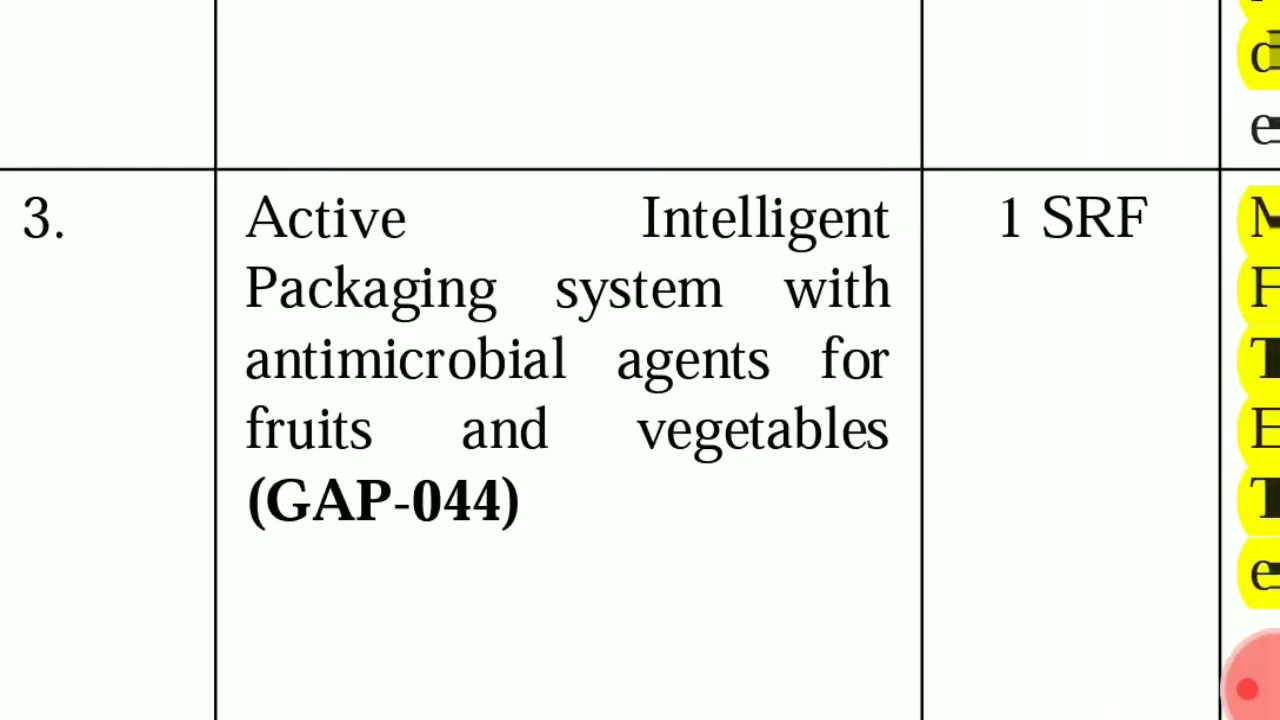 3.
Active Intelligent
Packaging system with
antimicrobial agents for
fruits and vegetables
(GAP-044)
1 SRF